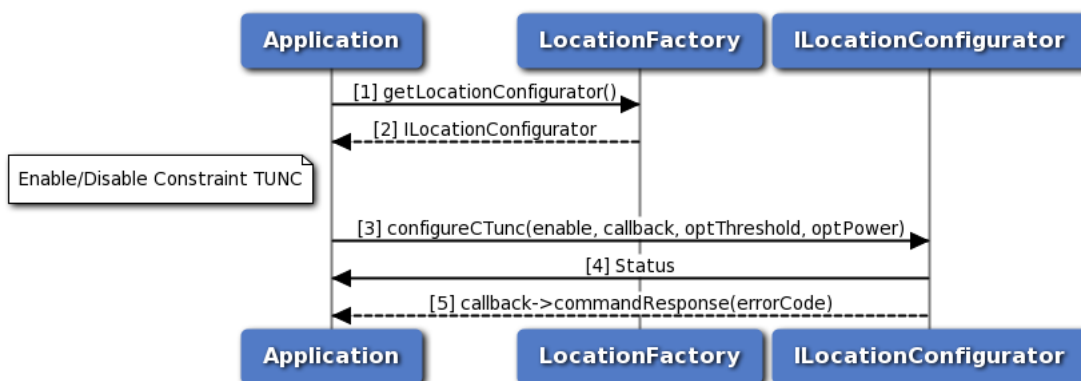 Application
LocationFactory
ILocationConfigurator
[1] getLocationConfigurator()
[2] ILocationConfigurator
Enable/Disable Constraint TUNC
[3] configureCTunc(enable, callback, optThreshold, optPower)
[4] Status
[5] callback->commandResponse(errorCode)
Application
LocationFactory
ILocationConfigurator